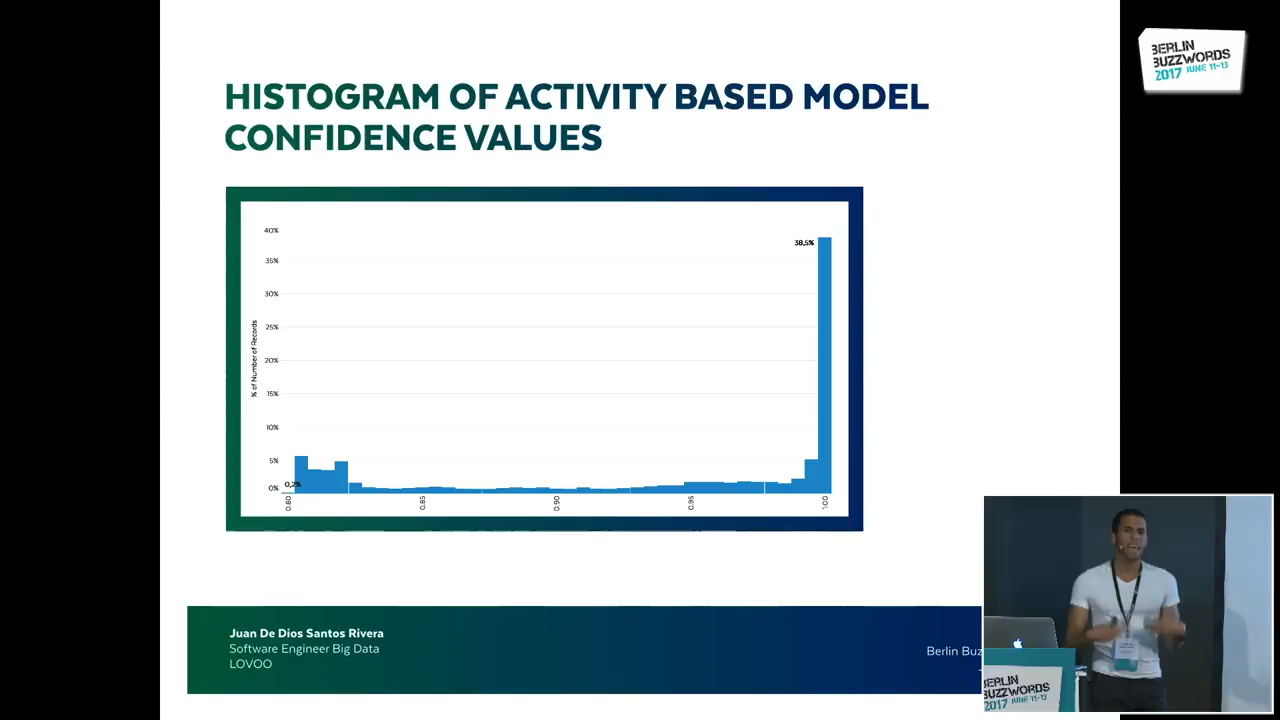 BERLIN
BUZZWORDS
2017 JUNE 11-13
HISTOGRAM OF ACTIVITY BASED MODEL
CONFIDENCE VALUES
% of Number of Records
40%
35%
30%
25%
20%
15%
10%
5%
0%
38,5%
0,2%
0.80
0.85
0.90
0.95
1.00
Juan De Dios Santos Rivera
Software Engineer Big Data
LOVOO
Berlin Buz
BERLIN
BUZZWORDS
2017 JUNE 11-13